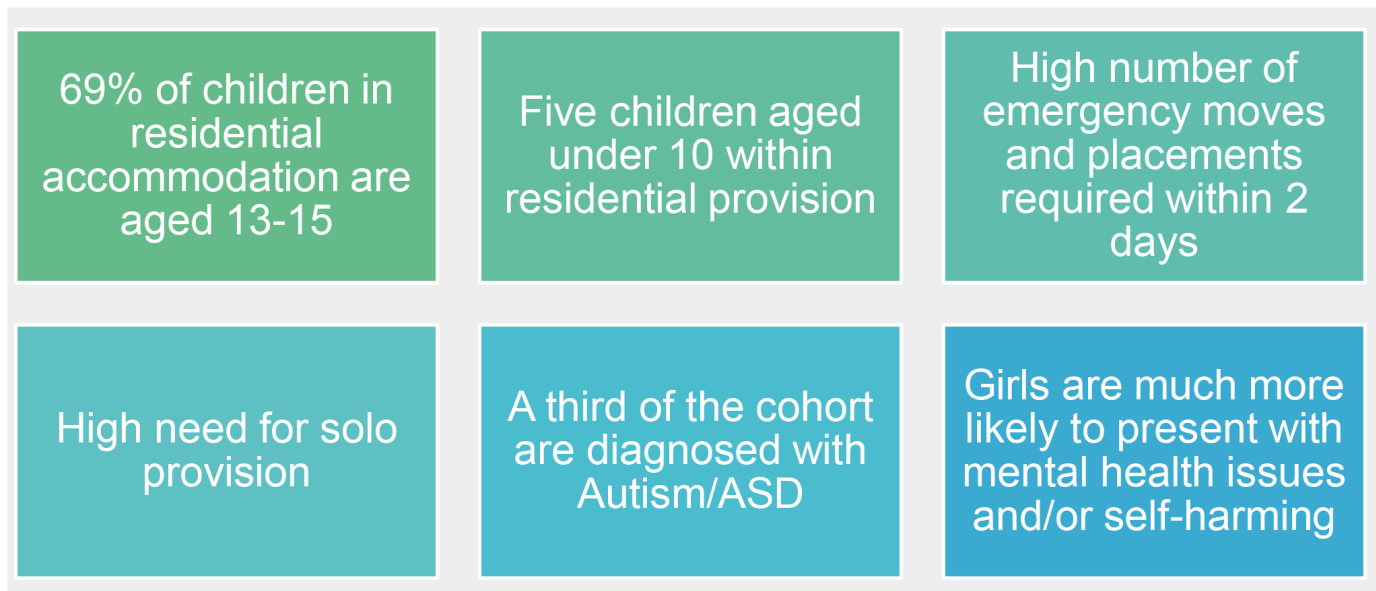 69% of children in
residential
accommodation are
aged 13-15
Five children aged
under 10 within
residential provision
High number of
emergency moves
and placements
required within 2
days
High need for solo
provision
A third of the cohort
are diagnosed with
Autism/ASD
Girls are much more
likely to present with
mental health issues
and/or self-harming